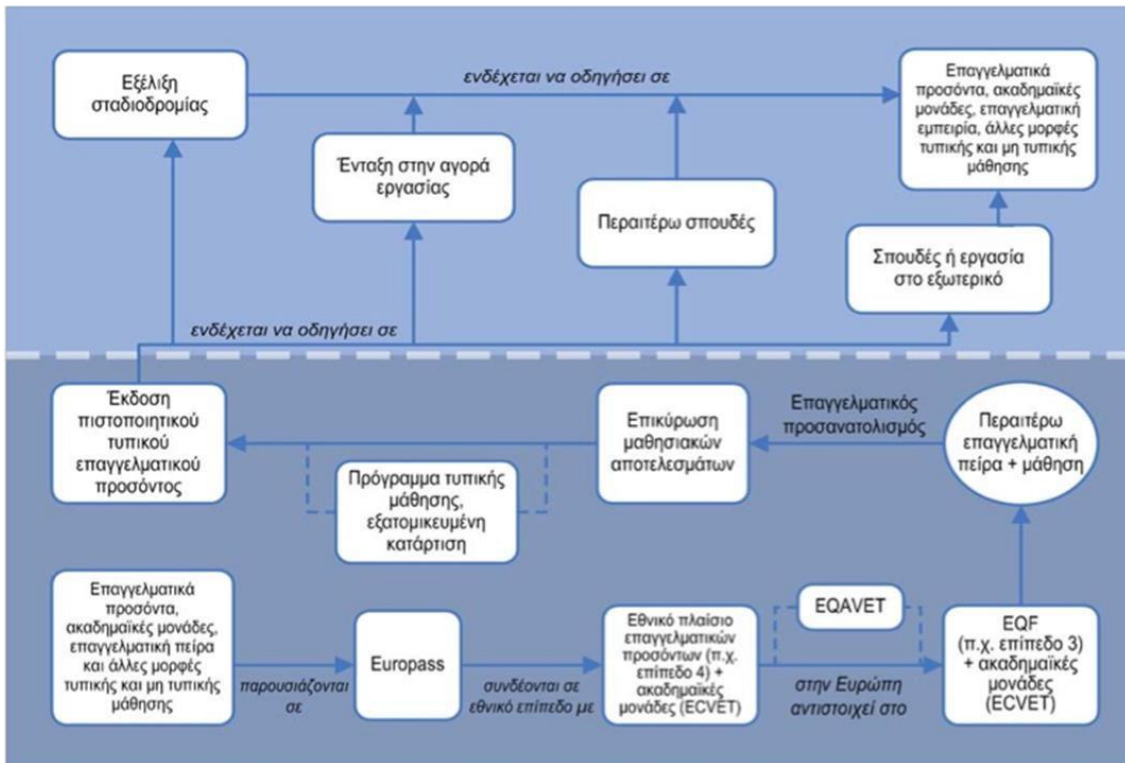 Εξέλιξη
σταδιοδρομίας
ενδέχεται να οδηγήσει σε
Επαγγελματικά
προσόντα, ακαδημαϊκές
μονάδες, επαγγελματική
εμπειρία, άλλες μορφές
τυπικής και μη τυπικής
μάθησης
Ένταξη στην αγορά
εργασίας
Περαιτέρω σπουδές
Σπουδές ή εργασία
στο εξωτερικό
ενδέχεται να οδηγήσει σε
Έκδοση
πιστοποιητικού
τυπικού
επαγγελματικού
προσόντος
Επικύρωση
μαθησιακών
αποτελεσμάτων
Επαγγελματικός
προσανατολισμός
Περαιτέρω
επαγγελματική
πείρα + μάθηση
Πρόγραμμα τυπικής
μάθησης,
εξατομικευμένη
κατάρτιση
Επαγγελματικά
προσόντα,
ακαδημαϊκές μονάδες,
επαγγελματική πείρα
και άλλες μορφές
τυπικής και μη τυπικής
μάθησης
παρουσιάζονται
σε
Europass
συνδέονται σε
εθνικό επίπεδο με
Εθνικό πλαίσιο
επαγγελματικών
προσόντων (π.χ.
επίπεδο 4) +
ακαδημαϊκές
μονάδες (ECVET)
EQAVET
στην Ευρώπη
αντιστοιχεί στο
EQF
(π.χ. επίπεδο 3)
+ ακαδημαϊκές
μονάδες
(ECVET)